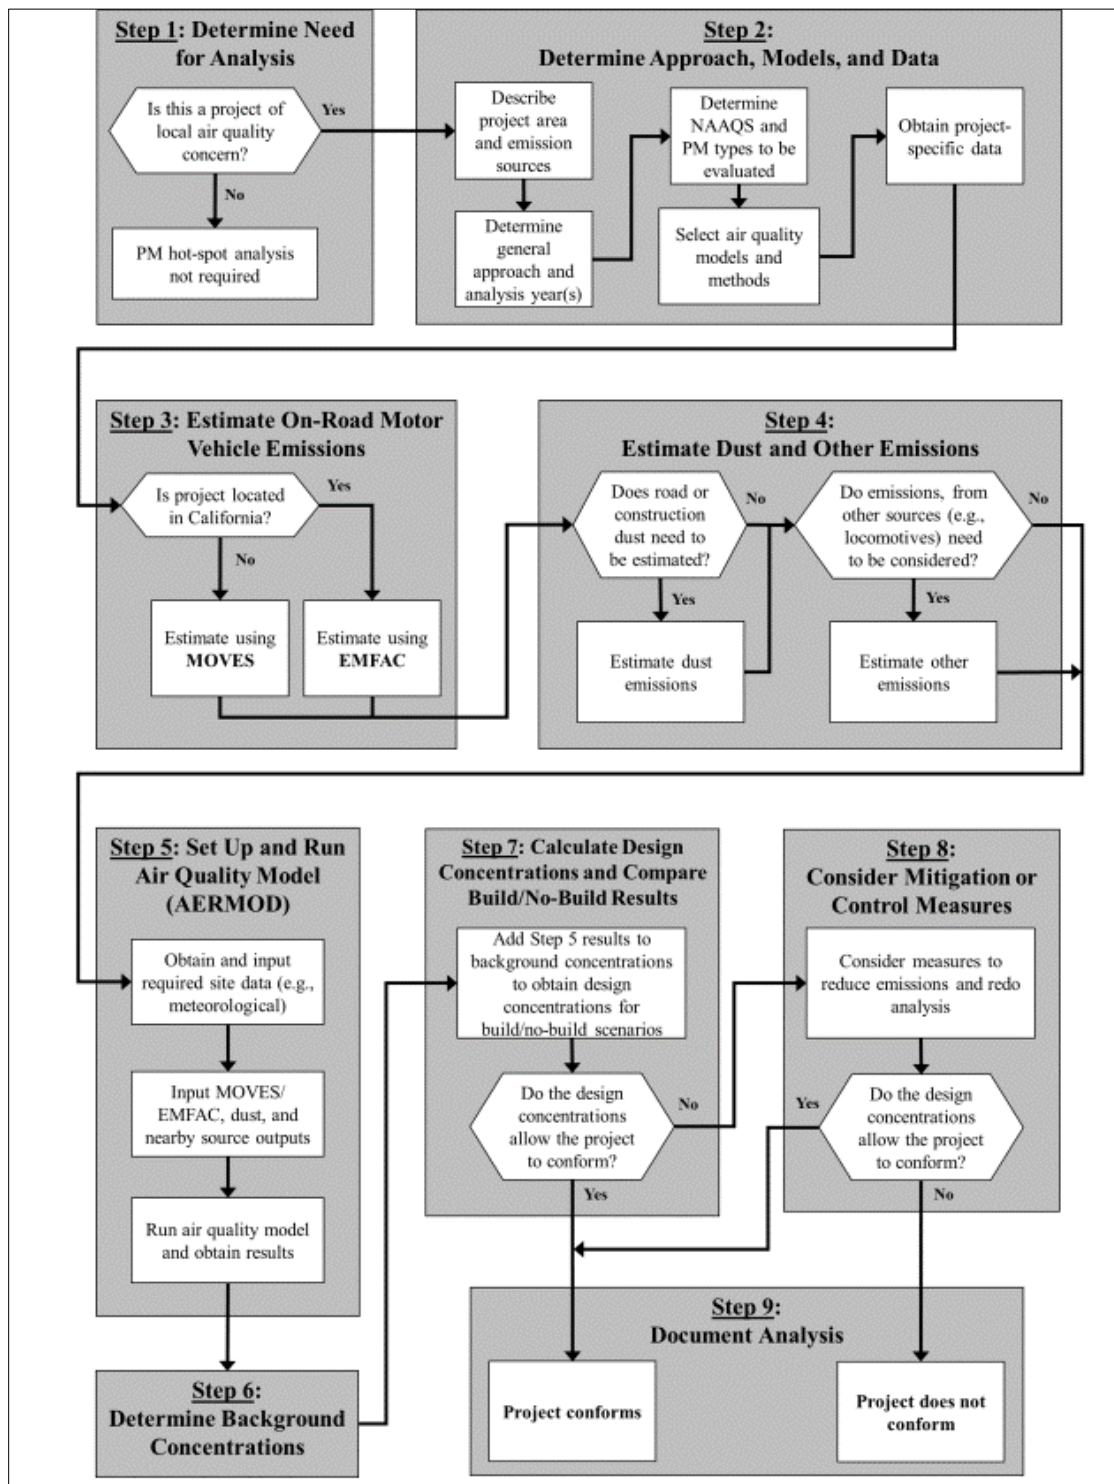 Step 1: Determine Need
for Analysis
Is this a project of
local air quality
concern?
Yes
No
PM hot-spot analysis
not required
Step 2:
Determine Approach, Models, and Data
Describe
project area
and emission
sources
Determine
general
approach and
analysis year(s)
Determine
NAAQS and
PM types to be
evaluated
Select air quality
models and
methods
Obtain project-
specific data
Step 3: Estimate On-Road Motor
Vehicle Emissions
Is project located
in California?
Yes
No
Estimate using
MOVES
Estimate using
EMFAC
Step 4:
Estimate Dust and Other Emissions
Does road or
construction
dust need to
be estimated?
No
Yes
Estimate dust
emissions
Do emissions, from
other sources (e.g.,
locomotives) need
to be considered?
No
Yes
Estimate other
emissions
Step 5: Set Up and Run
Air Quality Model
(AERMOD)
Obtain and input
required site data (e.g.,
meteorological)
Input MOVES/
EMFAC, dust, and
nearby source outputs
Run air quality model
and obtain results
Step 6:
Determine Background
Concentrations
Step 7: Calculate Design
Concentrations and Compare
Build/No-Build Results
Add Step 5 results to
background concentrations
to obtain design
concentrations for
build/no-build scenarios
Do the design
concentrations
allow the project
to conform?
No
Yes
Step 8:
Consider Mitigation or
Control Measures
Consider measures to
reduce emissions and redo
analysis
Do the design
concentrations
allow the project
to conform?
Yes
No
Step 9:
Document Analysis
Project conforms
Project does not
conform